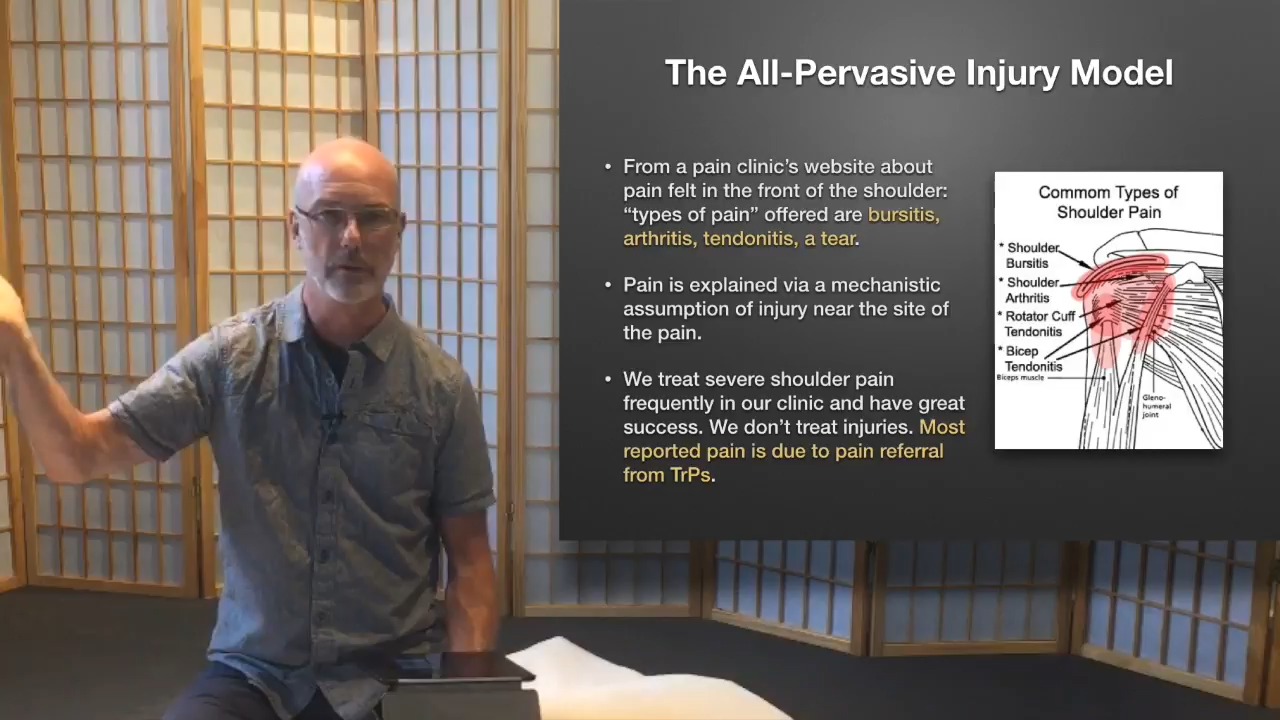 The All-Pervasive Injury Model
• From a pain clinic's website about
pain felt in the front of the shoulder:
“types of pain” offered are bursitis,
arthritis, tendonitis, a tear.
• Pain is explained via a mechanistic
assumption of injury near the site of
the pain.
• We treat severe shoulder pain
frequently in our clinic and have great
success. We don't treat injuries. Most
reported pain is due to pain referral
from TrPs.
Commom Types of
Shoulder Pain
* Shoulder
Bursitis
* Shoulder
Arthritis
* Rotator Cuff
Tendonitis
* Bicep
Tendonitis
Biceps muscle
Gleno-
humeral
joint